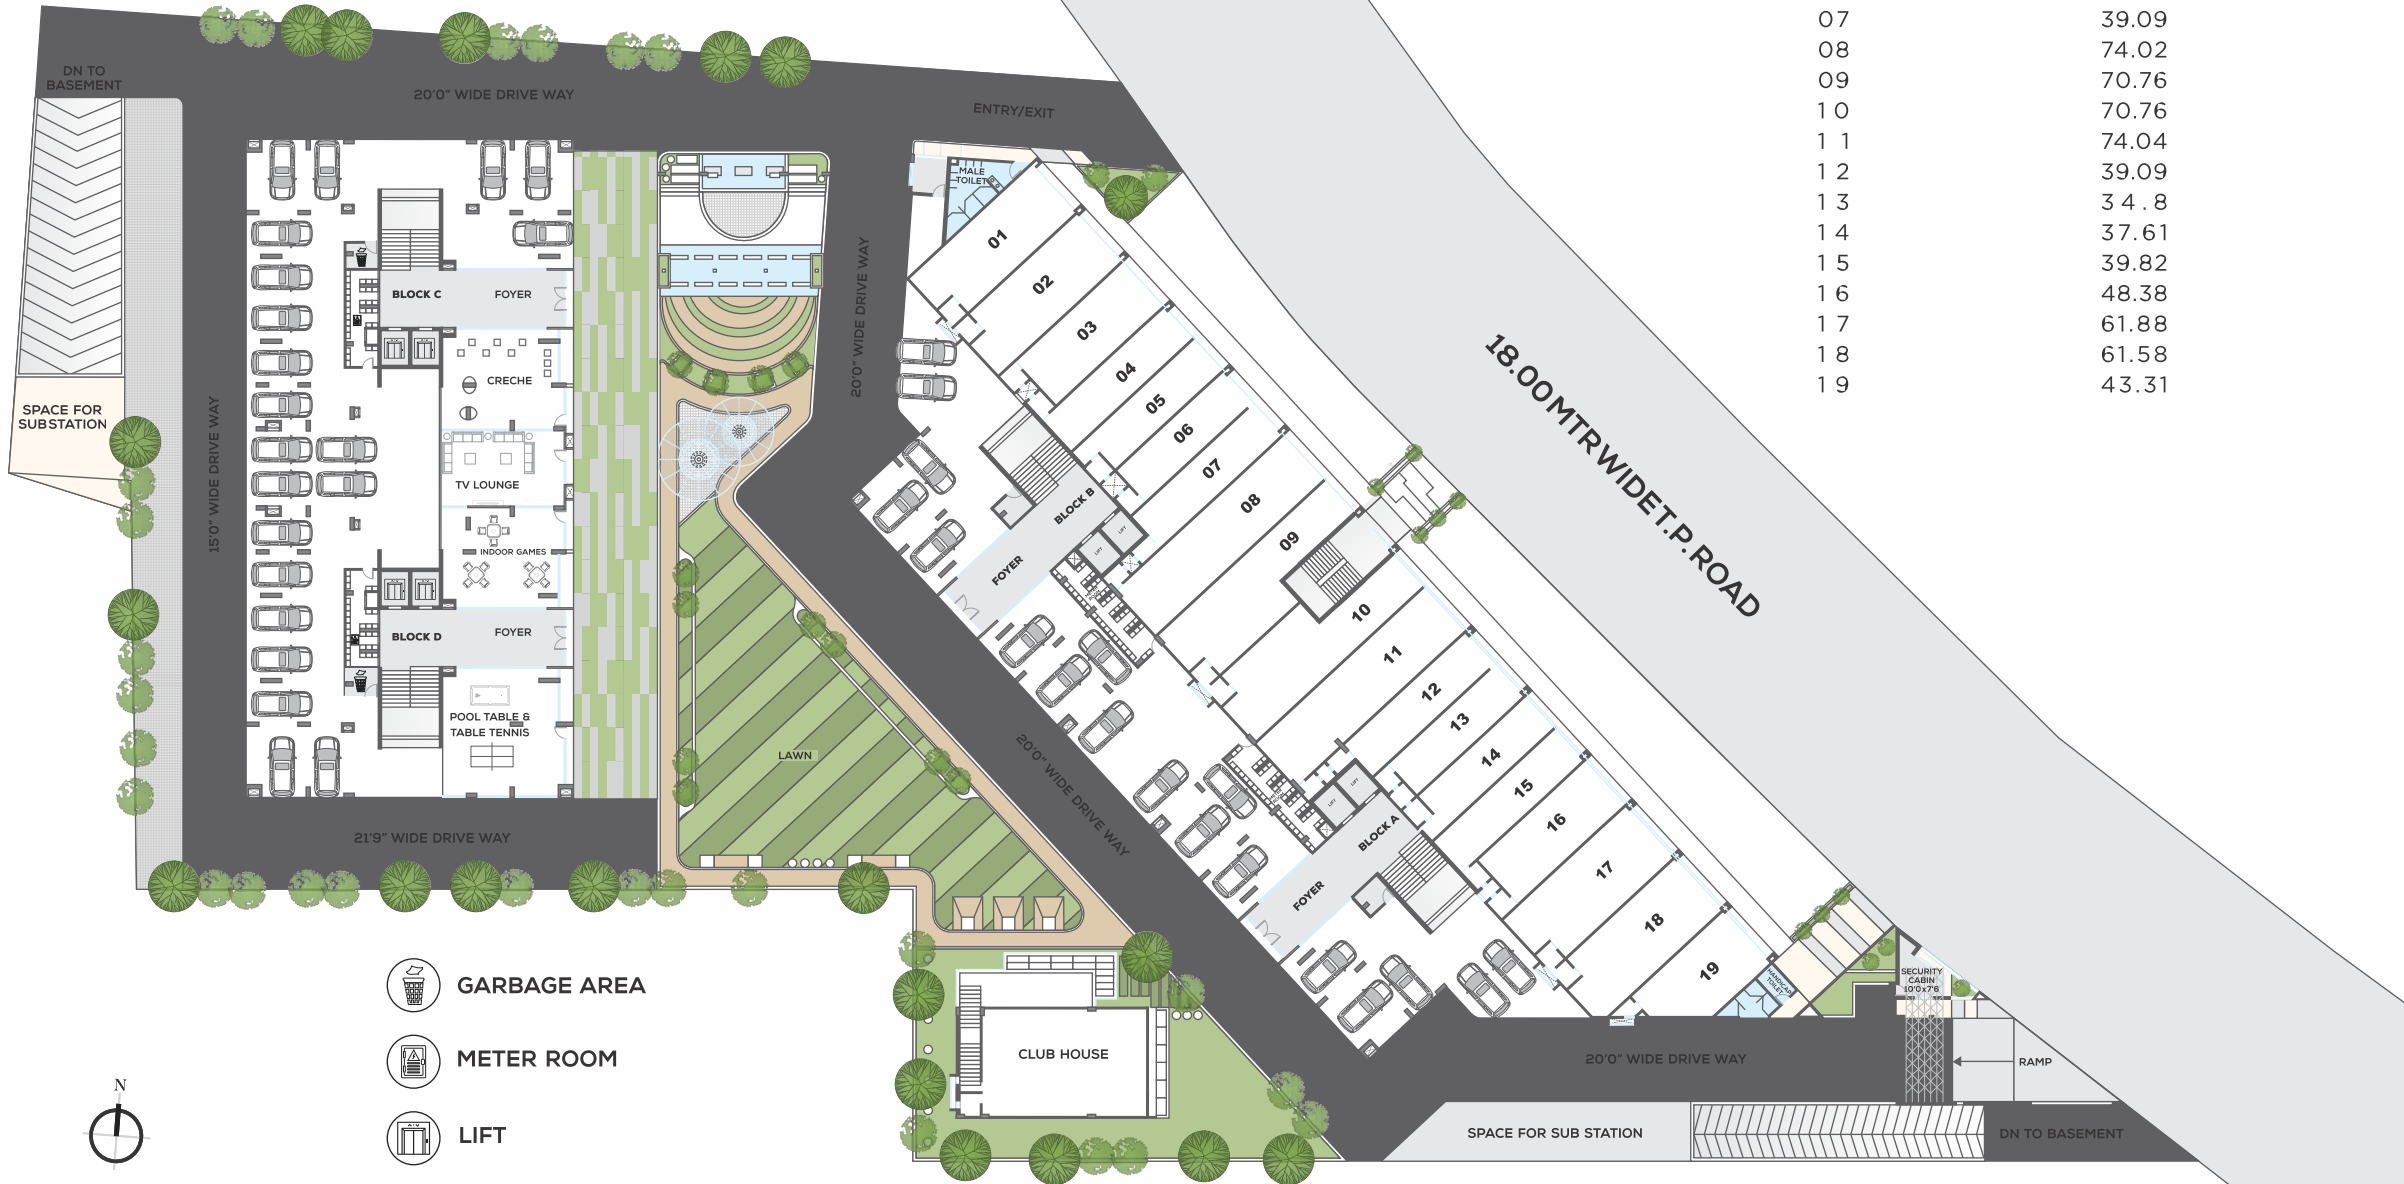 07 39.09
08 74.02
09 70.76
10 70.76
11 74.04
12 39.09
13 34.8
14 37.61
15 39.82
16 48.38
17 61.88
18 61.58
19 43.31
DN TO
BASEMENT
20'0" WIDE DRIVE WAY
ENTRY/EXIT
MALE
TOILET
SPACE FOR
SUBSTATION
15'0" WIDE DRIVE WAY
BLOCK C
FOYER
CRECHE
TV LOUNGE
INDOOR GAMES
BLOCK D
FOYER
POOL TABLE &
TABLE TENNIS
21'9" WIDE DRIVE WAY
20'0" WIDE DRIVE WAY
LAWN
01
02
03
04
05
06
07
08
09
10
11
12
13
14
15
16
17
18
19
BLOCK B
FOYER
LIFT
LIFT
BLOCK A
FOYER
LIFT
LIFT
20'0" WIDE DRIVE WAY
18.00MTRWIDET.P.ROAD
HANDICAP
TOILET
SECURITY
CABIN
10'0x7'6
20'0" WIDE DRIVE WAY
RAMP
SPACE FOR SUB STATION
DN TO BASEMENT
CLUB HOUSE
GARBAGE AREA
METER ROOM
LIFT
N